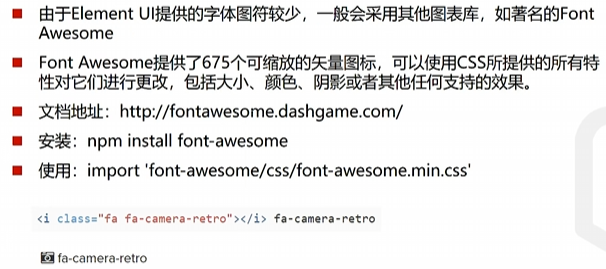 由于Element UI提供的字体图符较少，一般会采用其他图表库，如著名的Font
Awesome
Font Awesome提供了675个可缩放的矢量图标，可以使用CSS所提供的所有特
性对它们进行更改，包括大小、颜色、阴影或者其他任何支持的效果。
文档地址：http://fontawesome.dashgame.com/
安装：npm install font-awesome
使用：import 'font-awesome/css/font-awesome.min.css'
<i class="fa fa-camera-retro"></i> fa-camera-retro
fa-camera-retro